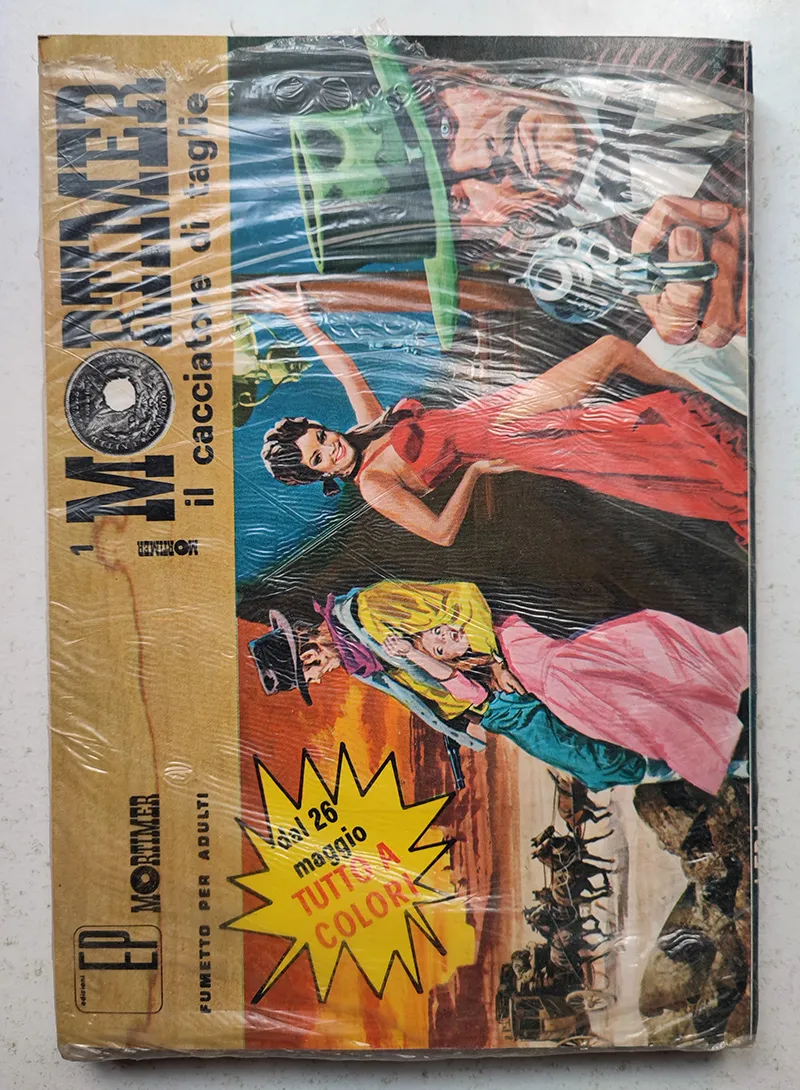 edizioni
EP
MORTIMER
FUMETTO PER ADULTI
1
MORTIMER
MORTIMER
il cacciatore di taglie
dal 26
maggio
TUTTO A
COLORI